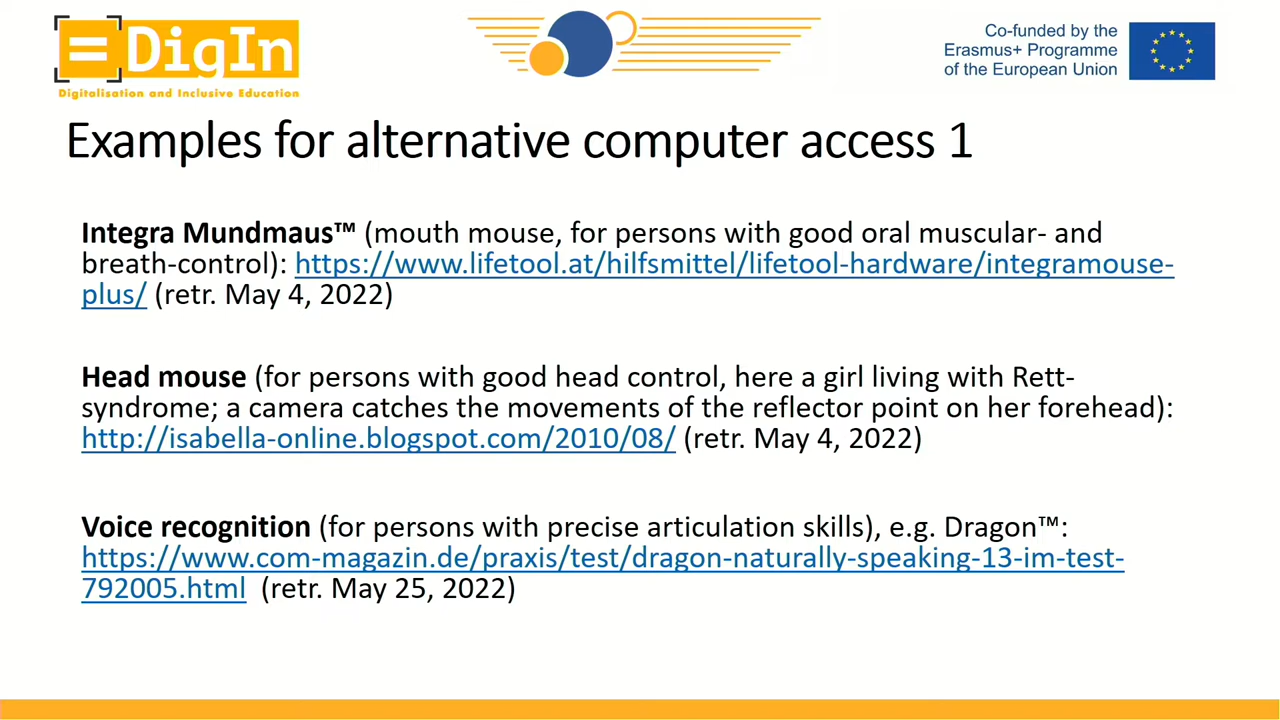 =DigIn
Digitalisation and Inclusive Education
Co-funded by the
Erasmus+ Programme
of the European Union
Examples for alternative computer access 1
Integra Mundmaus™ (mouth mouse, for persons with good oral muscular- and
breath-control): https://www.lifetool.at/hilfsmittel/lifetool-hardware/integramouse-
plus/ (retr. May 4, 2022)
Head mouse (for persons with good head control, here a girl living with Rett-
syndrome; a camera catches the movements of the reflector point on her forehead):
http://isabella-online.blogspot.com/2010/08/ (retr. May 4, 2022)
Voice recognition (for persons with precise articulation skills), e.g. Dragon™:
https://www.com-magazin.de/praxis/test/dragon-naturally-speaking-13-im-test-
792005.html (retr. May 25, 2022)